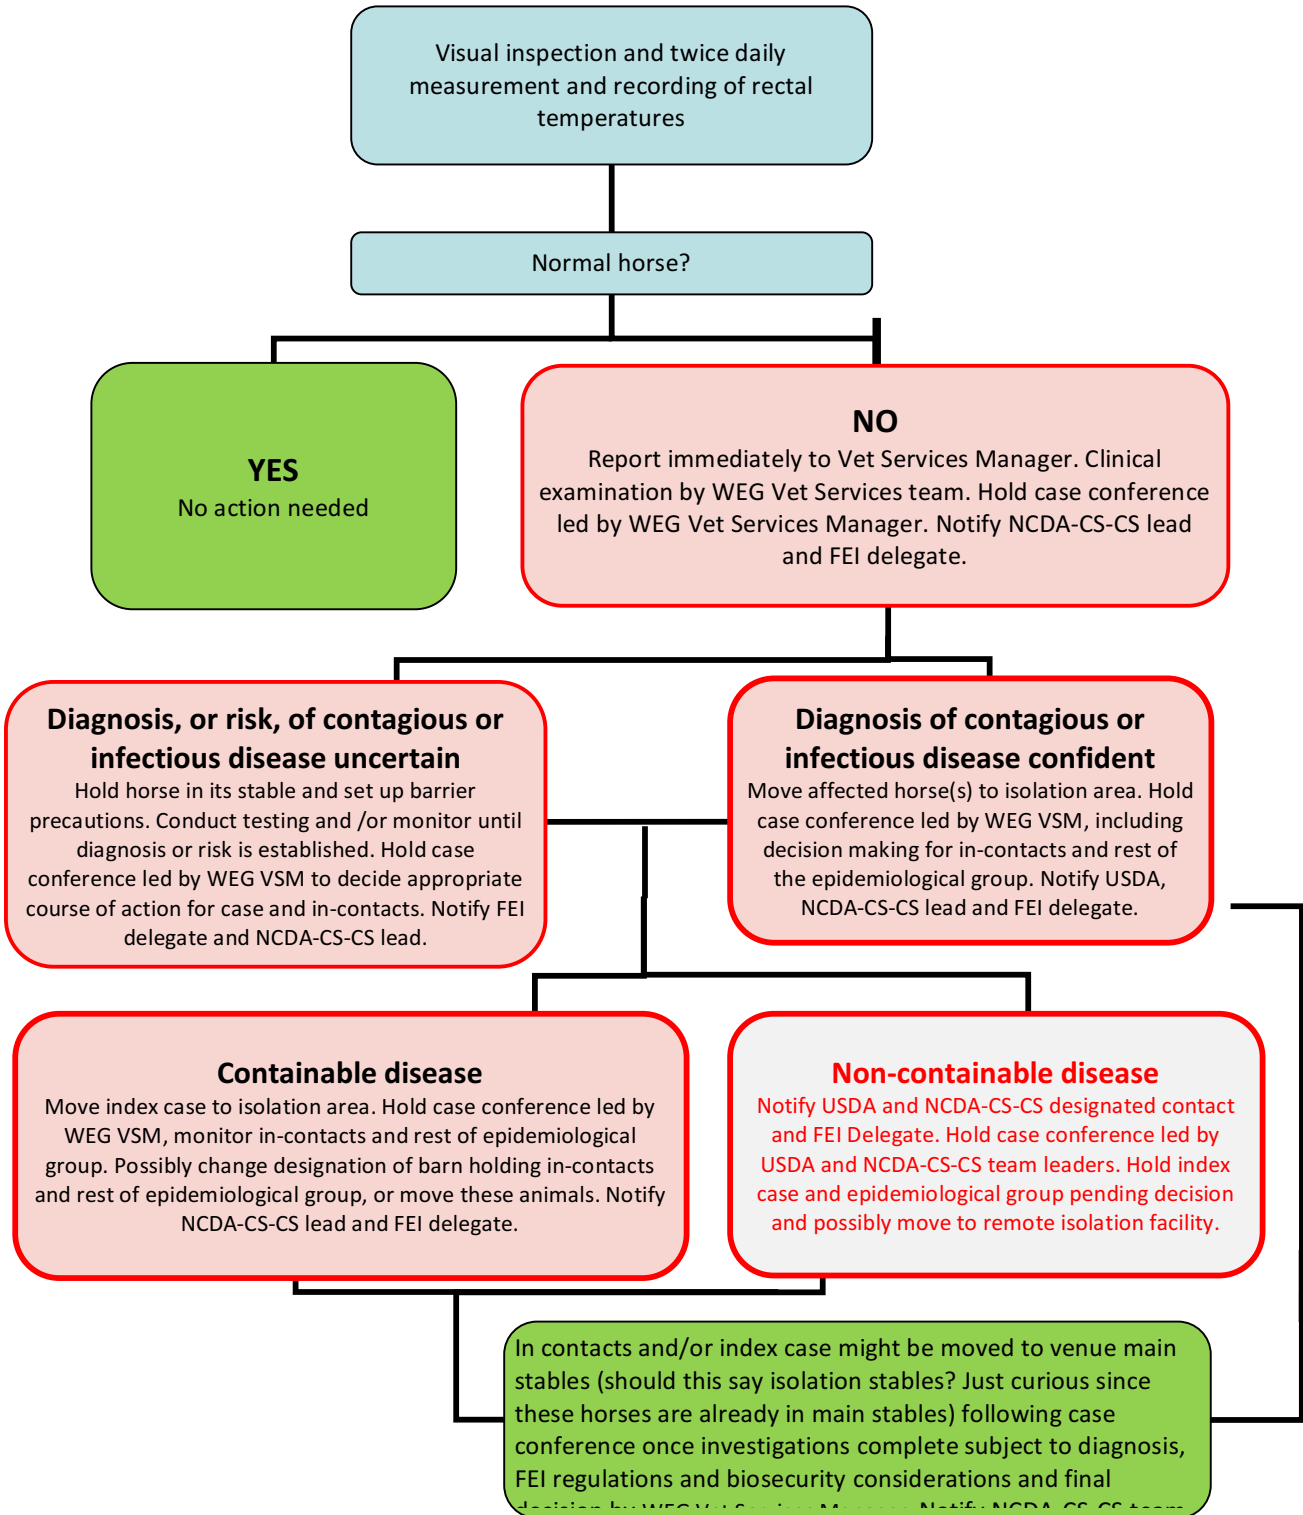 Visual inspection and twice daily
measurement and recording of rectal
temperatures
Normal horse?
YES
No action needed
NO
Report immediately to Vet Services Manager. Clinical
examination by WEG Vet Services team. Hold case conference
led by WEG Vet Services Manager. Notify NCDA-CS-CS lead
and FEI delegate.
Diagnosis, or risk, of contagious or
infectious disease uncertain
Hold horse in its stable and set up barrier
precautions. Conduct testing and /or monitor until
diagnosis or risk is established. Hold case
conference led by WEG VSM to decide appropriate
course of action for case and in-contacts. Notify FEI
delegate and NCDA-CS-CS lead.
Diagnosis of contagious or
infectious disease confident
Move affected horse(s) to isolation area. Hold
case conference led by WEG VSM, including
decision making for in-contacts and rest of
the epidemiological group. Notify USDA,
NCDA-CS-CS lead and FEI delegate.
Containable disease
Move index case to isolation area. Hold case conference led by
WEG VSM, monitor in-contacts and rest of epidemiological
group. Possibly change designation of barn holding in-contacts
and rest of epidemiological group, or move these animals. Notify
NCDA-CS-CS lead and FEI delegate.
Non-containable disease
Notify USDA and NCDA-CS-CS designated contact
and FEI Delegate. Hold case conference led by
USDA and NCDA-CS-CS team leaders. Hold index
case and epidemiological group pending decision
and possibly move to remote isolation facility.
In contacts and/or index case might be moved to venue main
stables (should this say isolation stables? Just curious since
these horses are already in main stables) following case
conference once investigations complete subject to diagnosis,
FEI regulations and biosecurity considerations and final
decision by WEG Vet Services Manager. Notify NCDA-CS-CS team